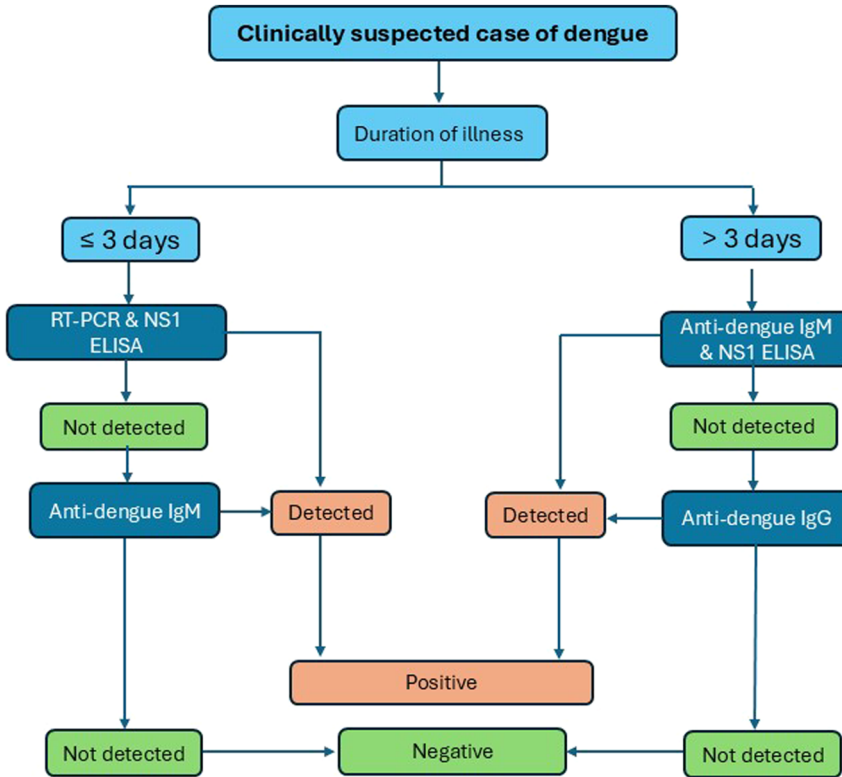 Clinically suspected case of dengue
Duration of illness
≤ 3 days
> 3 days
RT-PCR & NS1
ELISA
Anti-dengue IgM
& NS1 ELISA
Not detected
Not detected
Anti-dengue IgM
Detected
Detected
Anti-dengue IgG
Positive
Not detected
Negative
Not detected